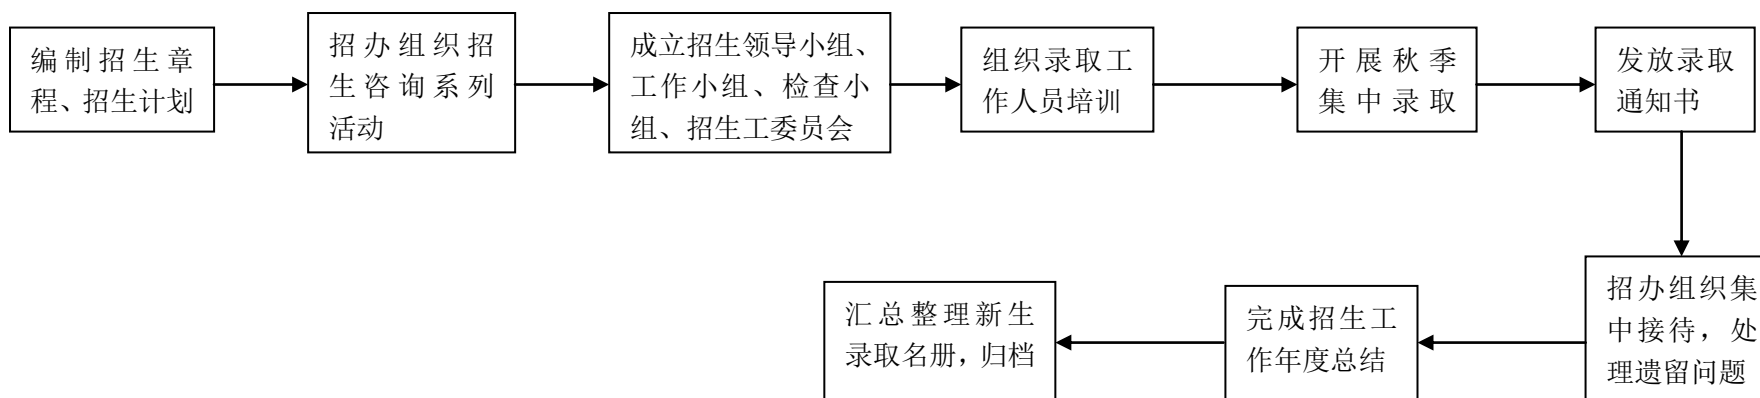 编制招生章
程、招生计划
招办组织招
生咨询系列
活动
成立招生领导小组、
工作小组、检查小
组、招生工委员会
组织录取工
作人员培训
开展秋季
集中录取
发放录取
通知书
招办组织集
中接待，处
理遗留问题
完成招生工
作年度总结
汇总整理新生
录取名册，归档